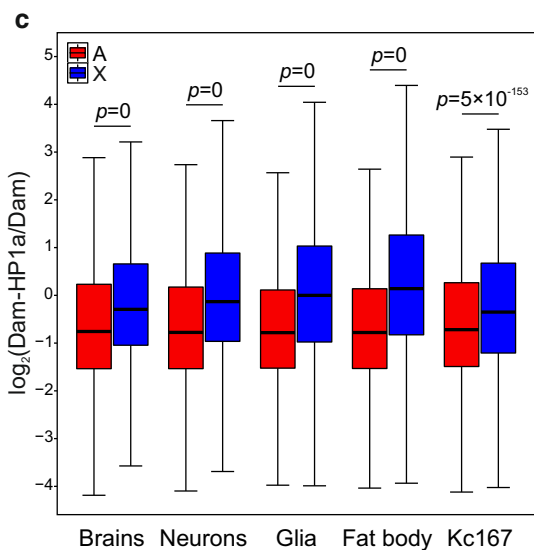 c
A
X
p=0
p=0
p=0
p=0
p=5×10⁻¹⁵³
log₂(Dam-HP1a/Dam)
5
4
3
2
1
0
−1
−2
−3
−4
Brains Neurons Glia Fat body Kc167